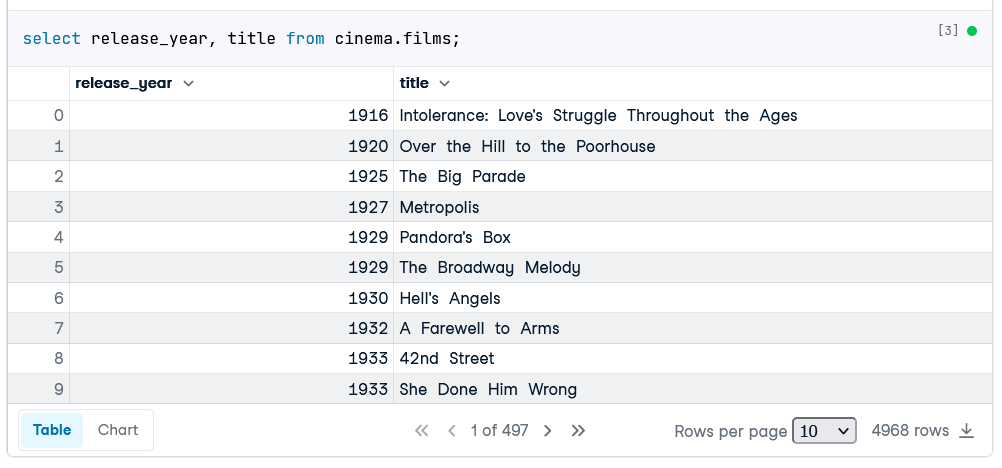 select release_year, title from cinema.films;
[3]
release_year title
0 1916 Intolerance: Love's Struggle Throughout the Ages
1 1920 Over the Hill to the Poorhouse
2 1925 The Big Parade
3 1927 Metropolis
4 1929 Pandora's Box
5 1929 The Broadway Melody
6 1930 Hell's Angels
7 1932 A Farewell to Arms
8 1933 42nd Street
9 1933 She Done Him Wrong
Table Chart 1 of 497 Rows per page 10 4968 rows